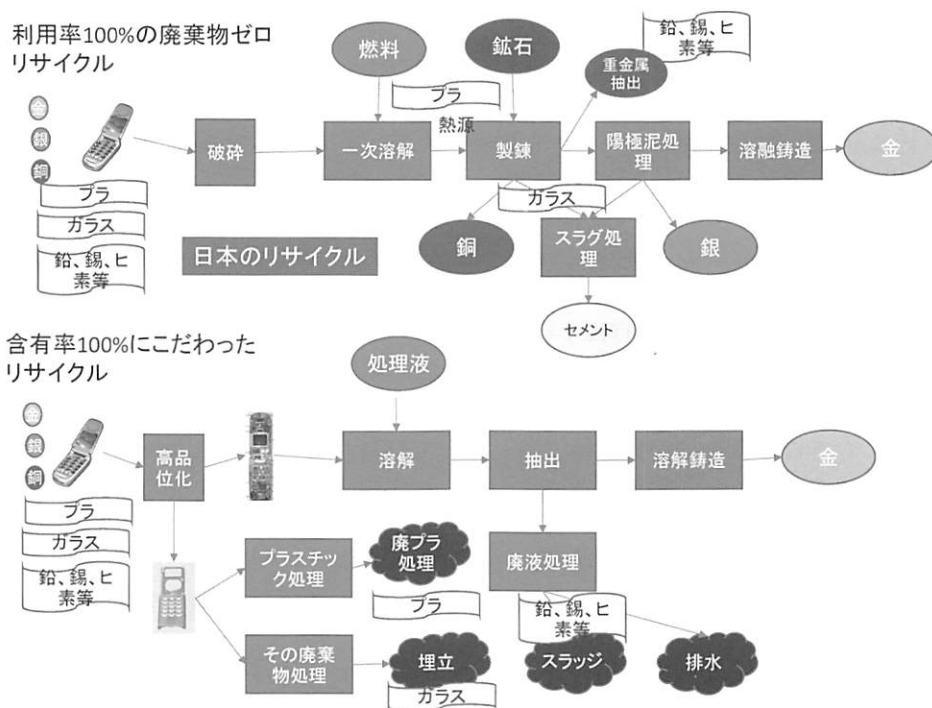 利用率100%の廃棄物ゼロ
リサイクル
燃料
鉱石
鉛、錫、ヒ
素等
重金属
抽出
プラ
熱源
金
銀
銅
破砕
一次溶解
製錬
陽極泥処
理
溶融鋳造
金
プラ
ガラス
鉛、錫、ヒ
素等
日本のリサイクル
ガラス
銅
スラグ処
理
銀
セメント
含有率100%にこだわった
リサイクル
処理液
金
銀
銅
高品
位化
溶解
抽出
溶解鋳造
金
プラ
ガラス
鉛、錫、ヒ
素等
プラスチッ
ク処理
廃プラ
処理
プラ
廃液処理
鉛、錫、ヒ
素等
その廃棄
物処理
埋立
ガラス
スラッジ
排水